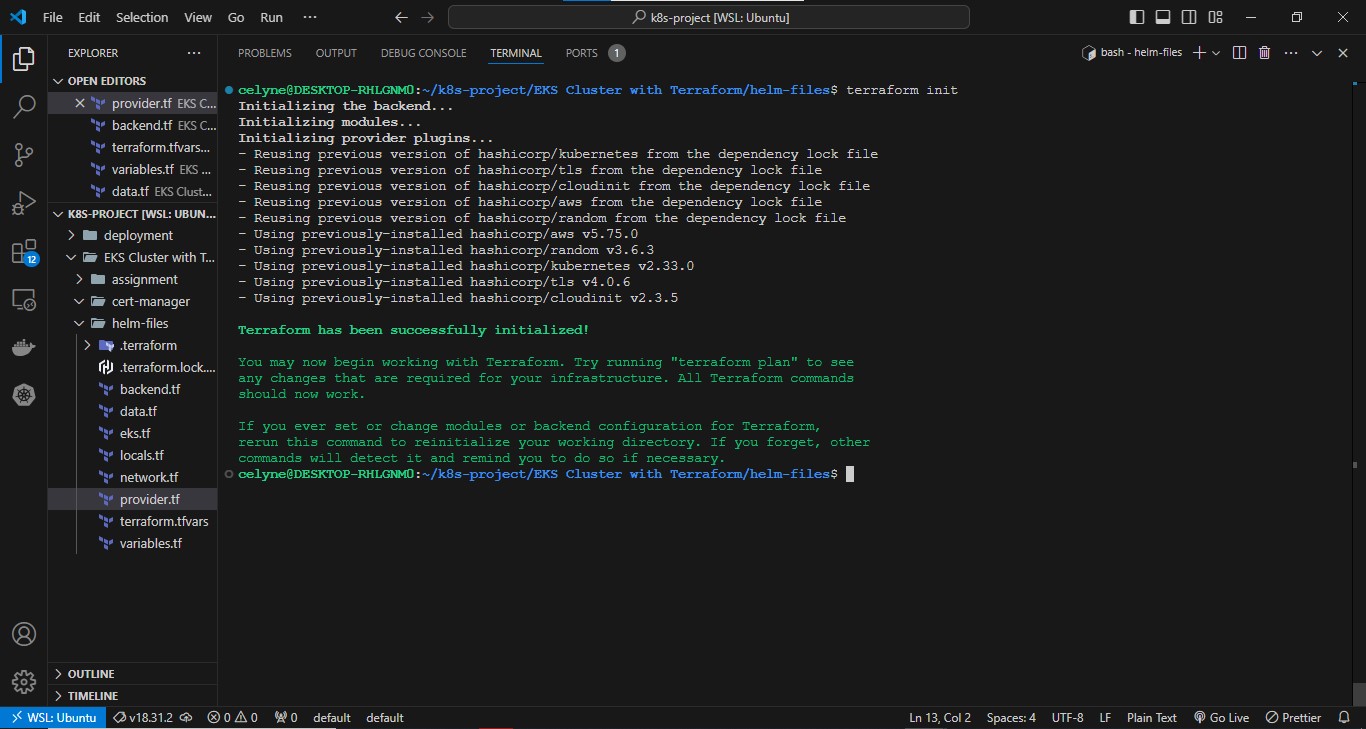 File Edit Selection View Go Run ···
k8s-project [WSL: Ubuntu]
EXPLORER ···
OPEN EDITORS
provider.tf EKS C...
backend.tf EKS C...
terraform.tfvars...
variables.tf EKS ...
data.tf EKS Clust...
K8S-PROJECT [WSL: UBUN...
deployment
EKS Cluster with T...
assignment
cert-manager
helm-files
.terraform
.terraform.lock....
backend.tf
data.tf
eks.tf
locals.tf
network.tf
provider.tf
terraform.tfvars
variables.tf
OUTLINE
TIMELINE
12
PROBLEMS OUTPUT DEBUG CONSOLE TERMINAL PORTS 1
bash - helm-files
celyne@DESKTOP-RHLGNM0:~/k8s-project/EKS Cluster with Terraform/helm-files$ terraform init
Initializing the backend...
Initializing modules...
Initializing provider plugins...
- Reusing previous version of hashicorp/kubernetes from the dependency lock file
- Reusing previous version of hashicorp/tls from the dependency lock file
- Reusing previous version of hashicorp/cloudinit from the dependency lock file
- Reusing previous version of hashicorp/aws from the dependency lock file
- Reusing previous version of hashicorp/random from the dependency lock file
- Using previously-installed hashicorp/aws v5.75.0
- Using previously-installed hashicorp/random v3.6.3
- Using previously-installed hashicorp/kubernetes v2.33.0
- Using previously-installed hashicorp/tls v4.0.6
- Using previously-installed hashicorp/cloudinit v2.3.5
Terraform has been successfully initialized!
You may now begin working with Terraform. Try running "terraform plan" to see
any changes that are required for your infrastructure. All Terraform commands
should now work.
If you ever set or change modules or backend configuration for Terraform,
rerun this command to reinitialize your working directory. If you forget, other
commands will detect it and remind you to do so if necessary.
celyne@DESKTOP-RHLGNM0:~/k8s-project/EKS Cluster with Terraform/helm-files$
WSL: Ubuntu v18.31.2 0 0 0 default default Ln 13, Col 2 Spaces: 4 UTF-8 LF Plain Text Go Live Prettier